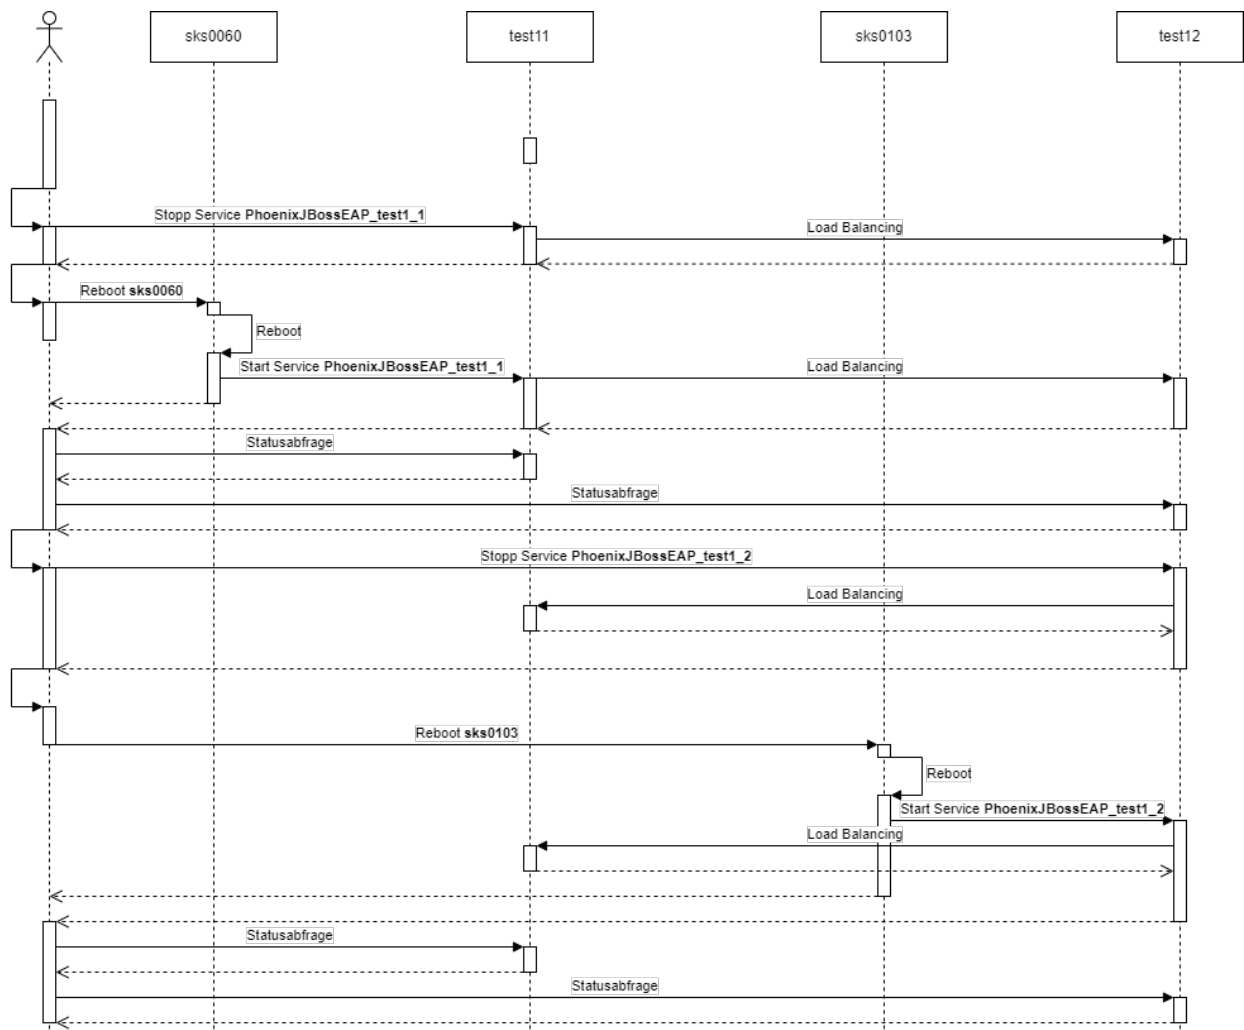 sks0060
test11
sks0103
test12
Stopp Service PhoenixJBossEAP_test1_1
Load Balancing
Reboot sks0060
Reboot
Start Service PhoenixJBossEAP_test1_1
Load Balancing
Statusabfrage
Statusabfrage
Stopp Service PhoenixJBossEAP_test1_2
Load Balancing
Reboot sks0103
Reboot
Start Service PhoenixJBossEAP_test1_2
Load Balancing
Statusabfrage
Statusabfrage